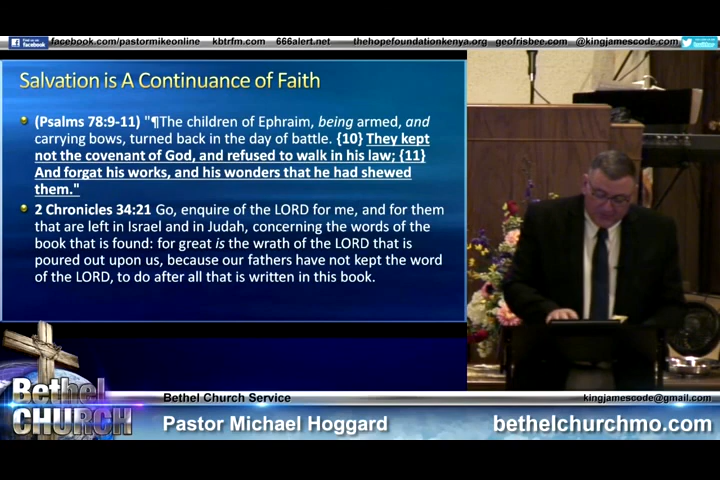 Find us on facebook facebook.com/pastormikeonline kbtrfm.com 666alert.net thehopefoundationkenya.org geofrisbee.com @kingjamescode.com twitter
Salvation is A Continuance of Faith
(Psalms 78:9-11) "¶The children of Ephraim, being armed, and
carrying bows, turned back in the day of battle. {10} They kept
not the covenant of God, and refused to walk in his law; {11}
And forgat his works, and his wonders that he had shewed
them."
2 Chronicles 34:21 Go, enquire of the LORD for me, and for them
that are left in Israel and in Judah, concerning the words of the
book that is found: for great is the wrath of the LORD that is
poured out upon us, because our fathers have not kept the word
of the LORD, to do after all that is written in this book.
Bethel
CHURCH
Bethel Church Service kingjamescode@gmail.com
Pastor Michael Hoggard bethelchurchmo.com